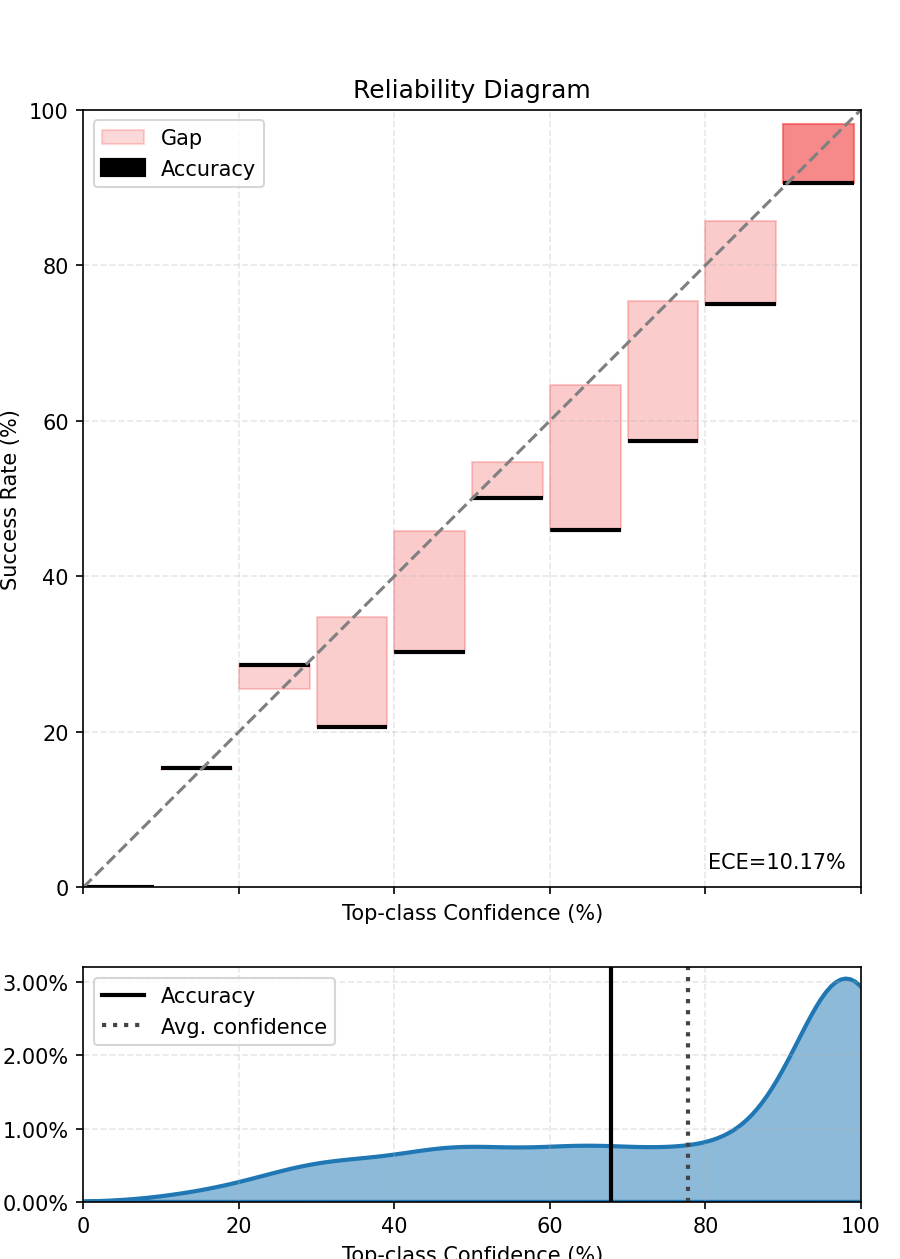 Reliability Diagram
100
80
60
40
20
0
Success Rate (%)
Gap
Accuracy
ECE=10.17%
Top-class Confidence (%)
3.00%
2.00%
1.00%
0.00%
Accuracy
Avg. confidence
0 20 40 60 80 100
Top-class Confidence (%)